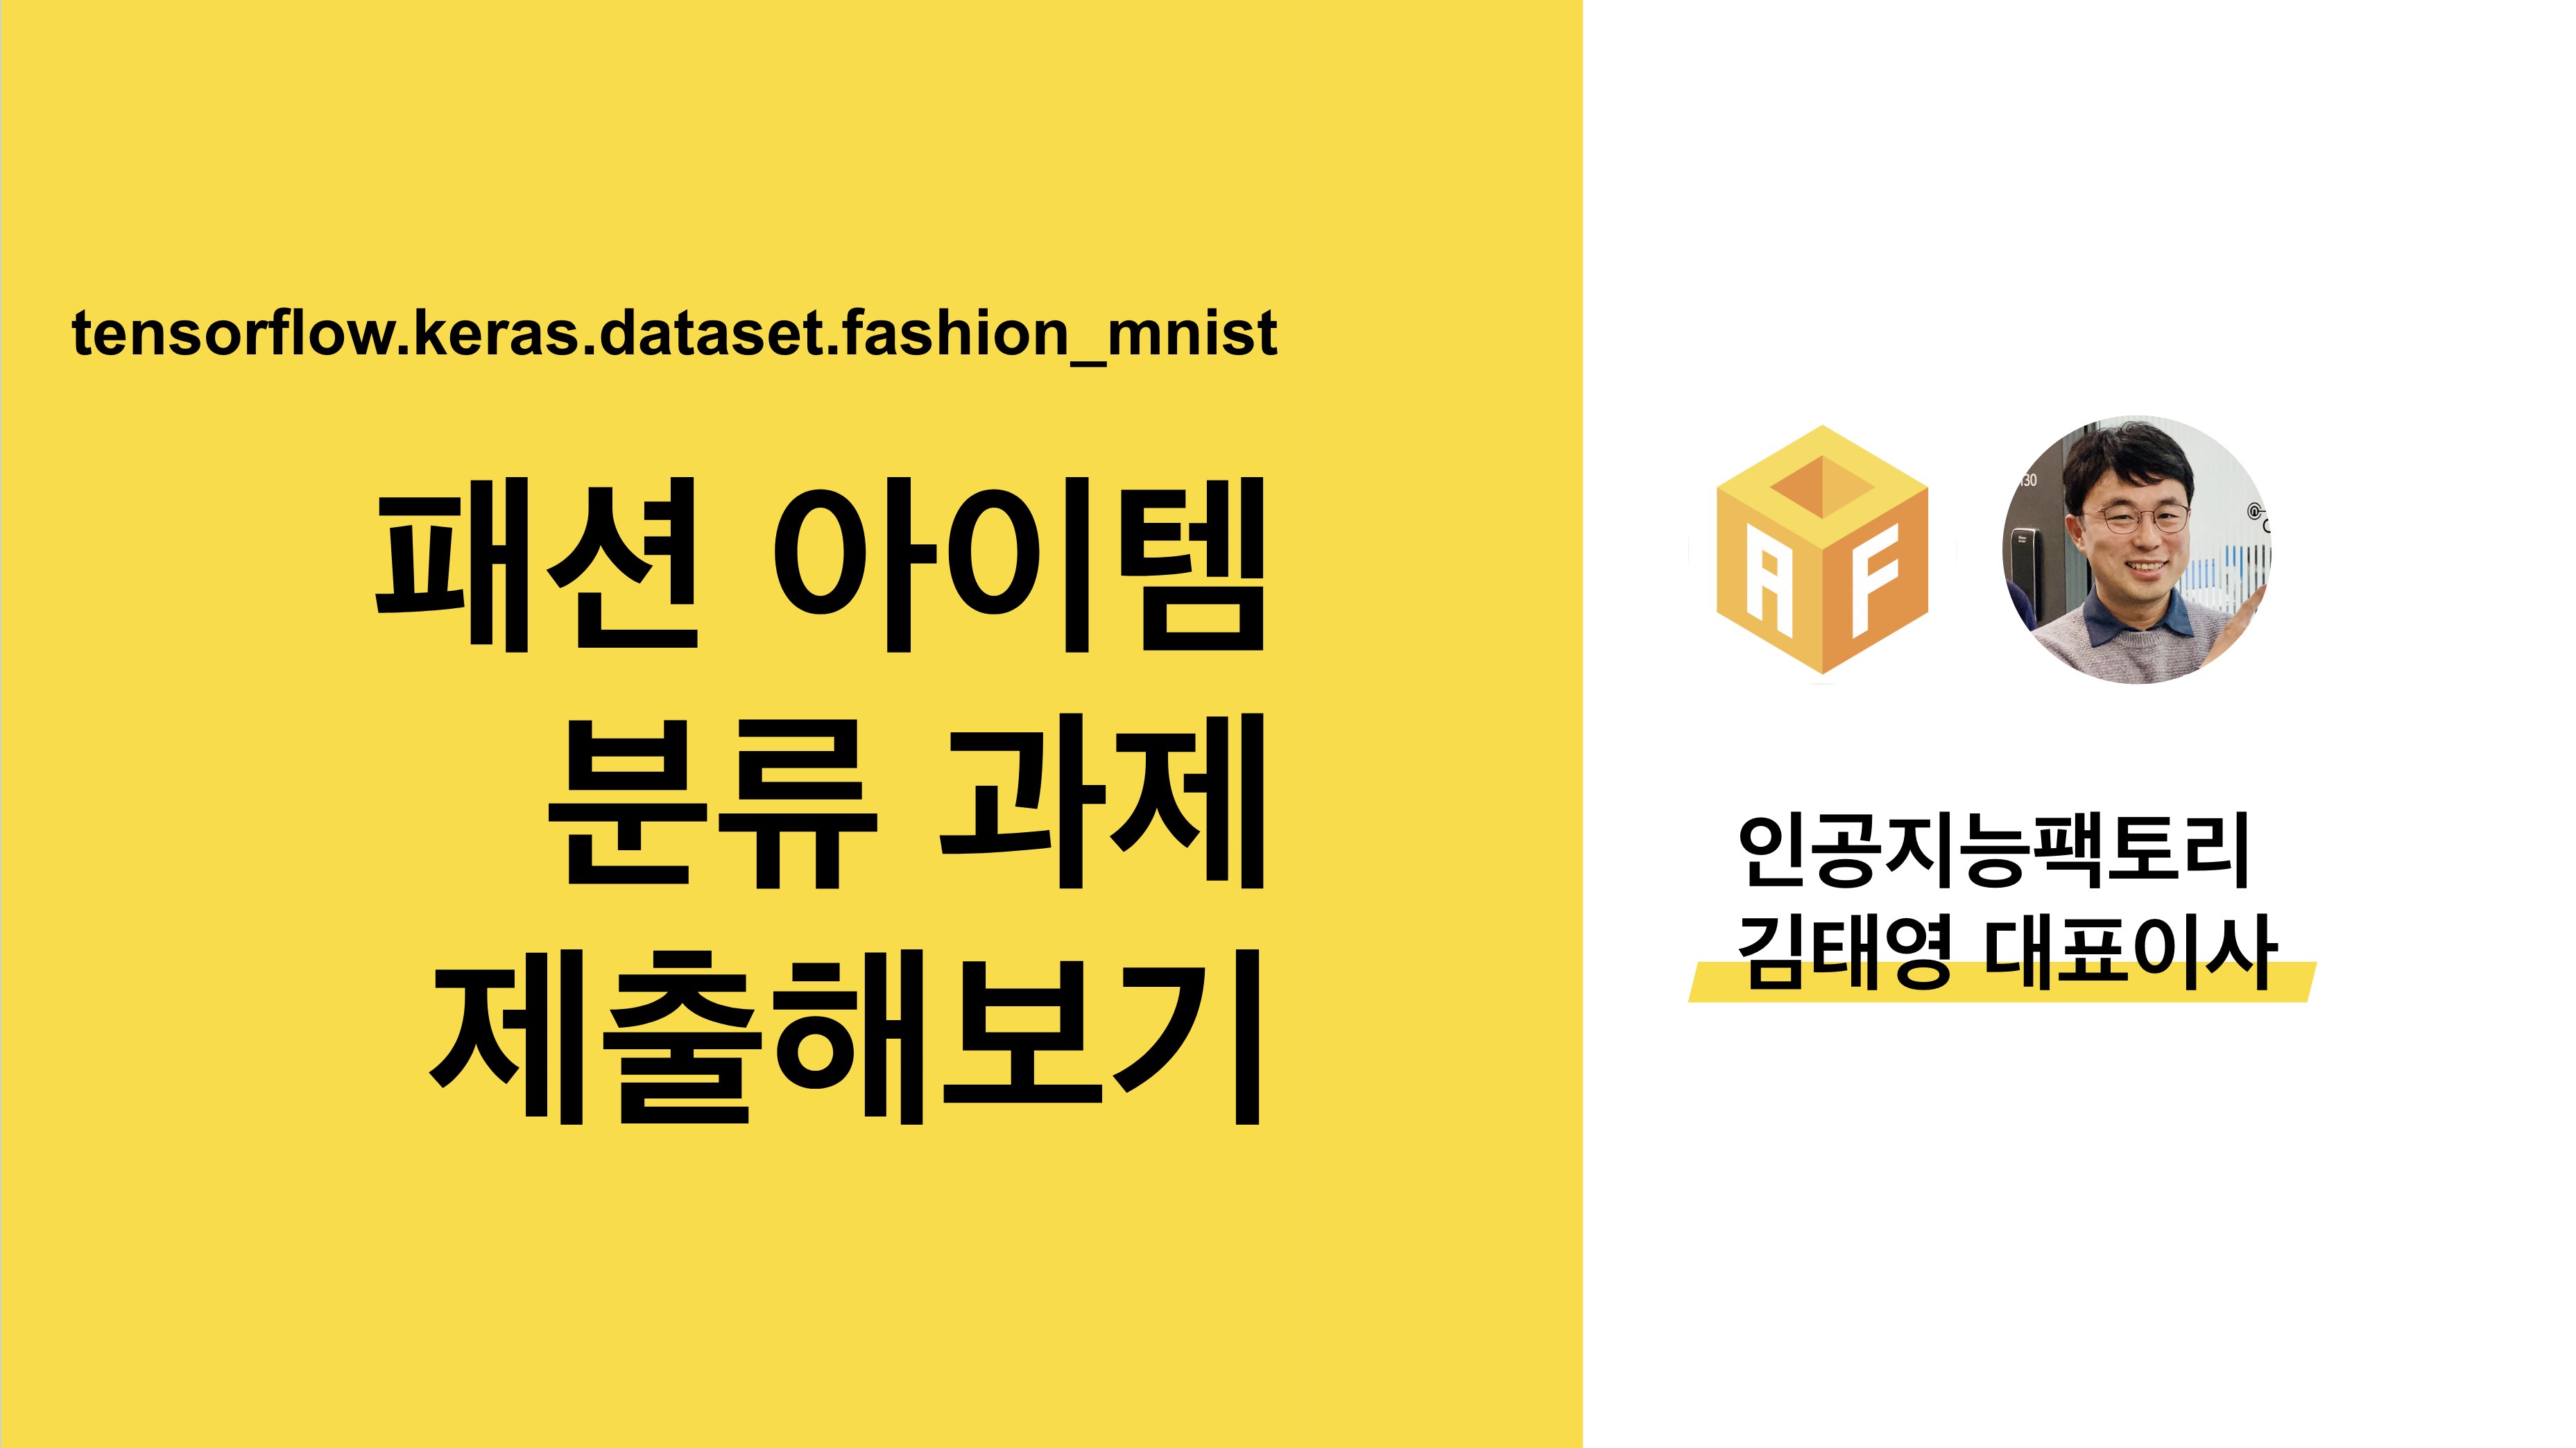 tensorflow.keras.dataset.fashion_mnist
패션 아이템
분류 과제
제출해보기
A F
인공지능팩토리
김태영 대표이사